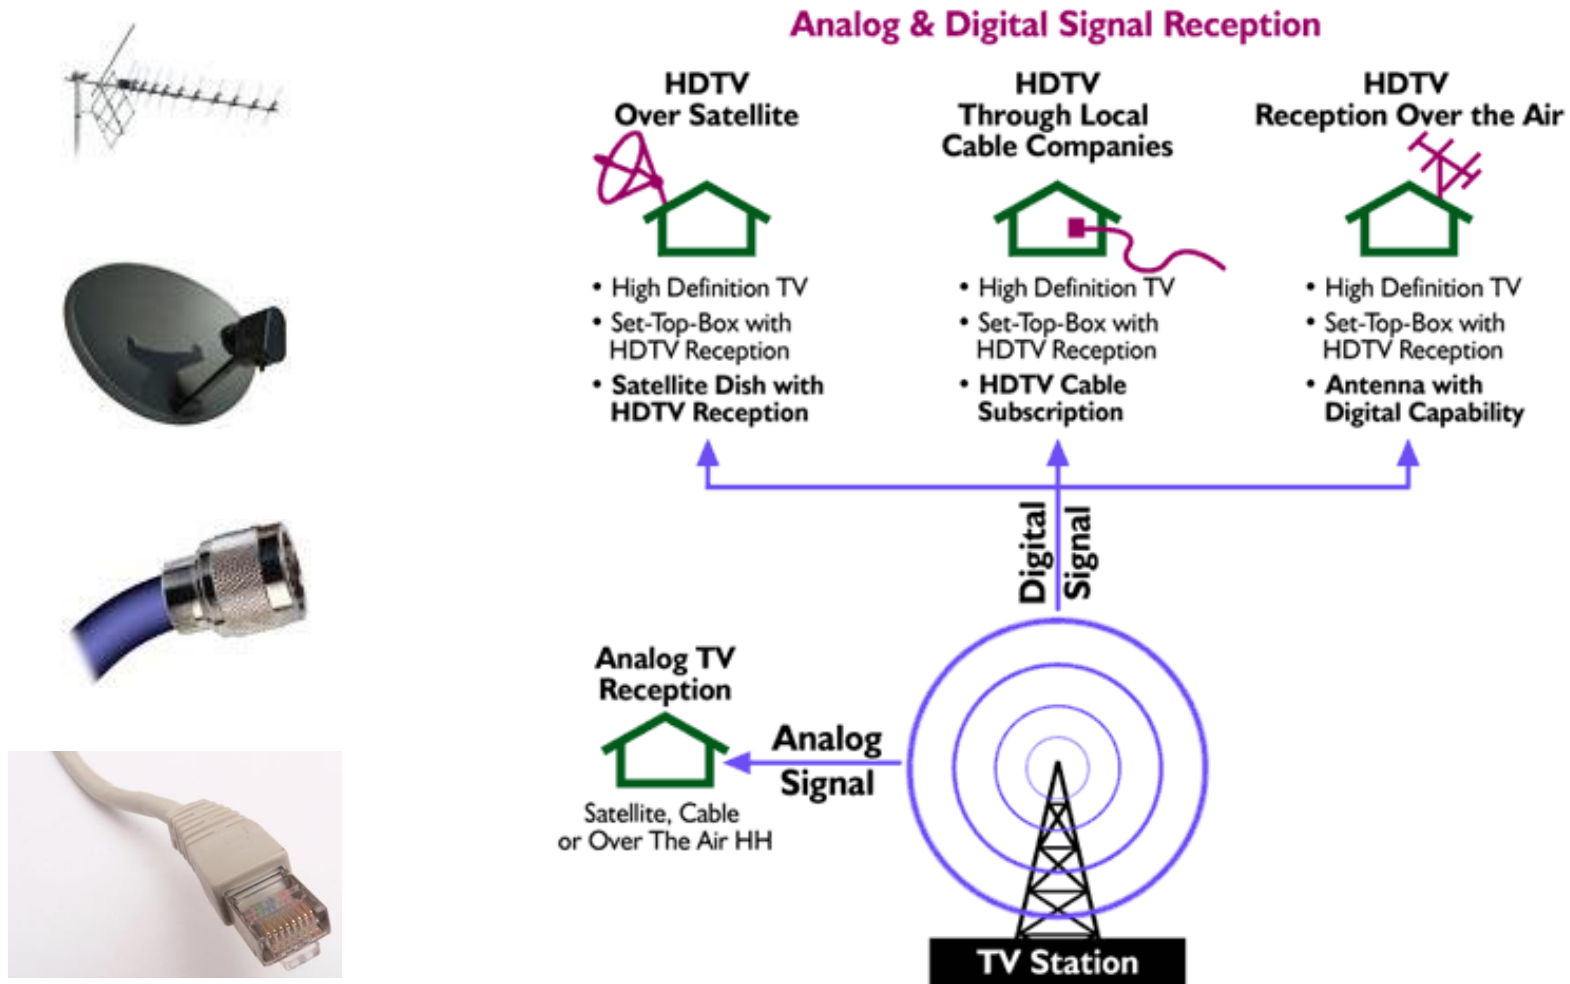 Analog & Digital Signal Reception
HDTV
Over Satellite
• High Definition TV
• Set-Top-Box with
HDTV Reception
• Satellite Dish with
HDTV Reception
HDTV
Through Local
Cable Companies
• High Definition TV
• Set-Top-Box with
HDTV Reception
• HDTV Cable
Subscription
HDTV
Reception Over the Air
• High Definition TV
• Set-Top-Box with
HDTV Reception
• Antenna with
Digital Capability
Digital
Signal
Analog TV
Reception
Satellite, Cable
or Over The Air HH
Analog
Signal
TV Station